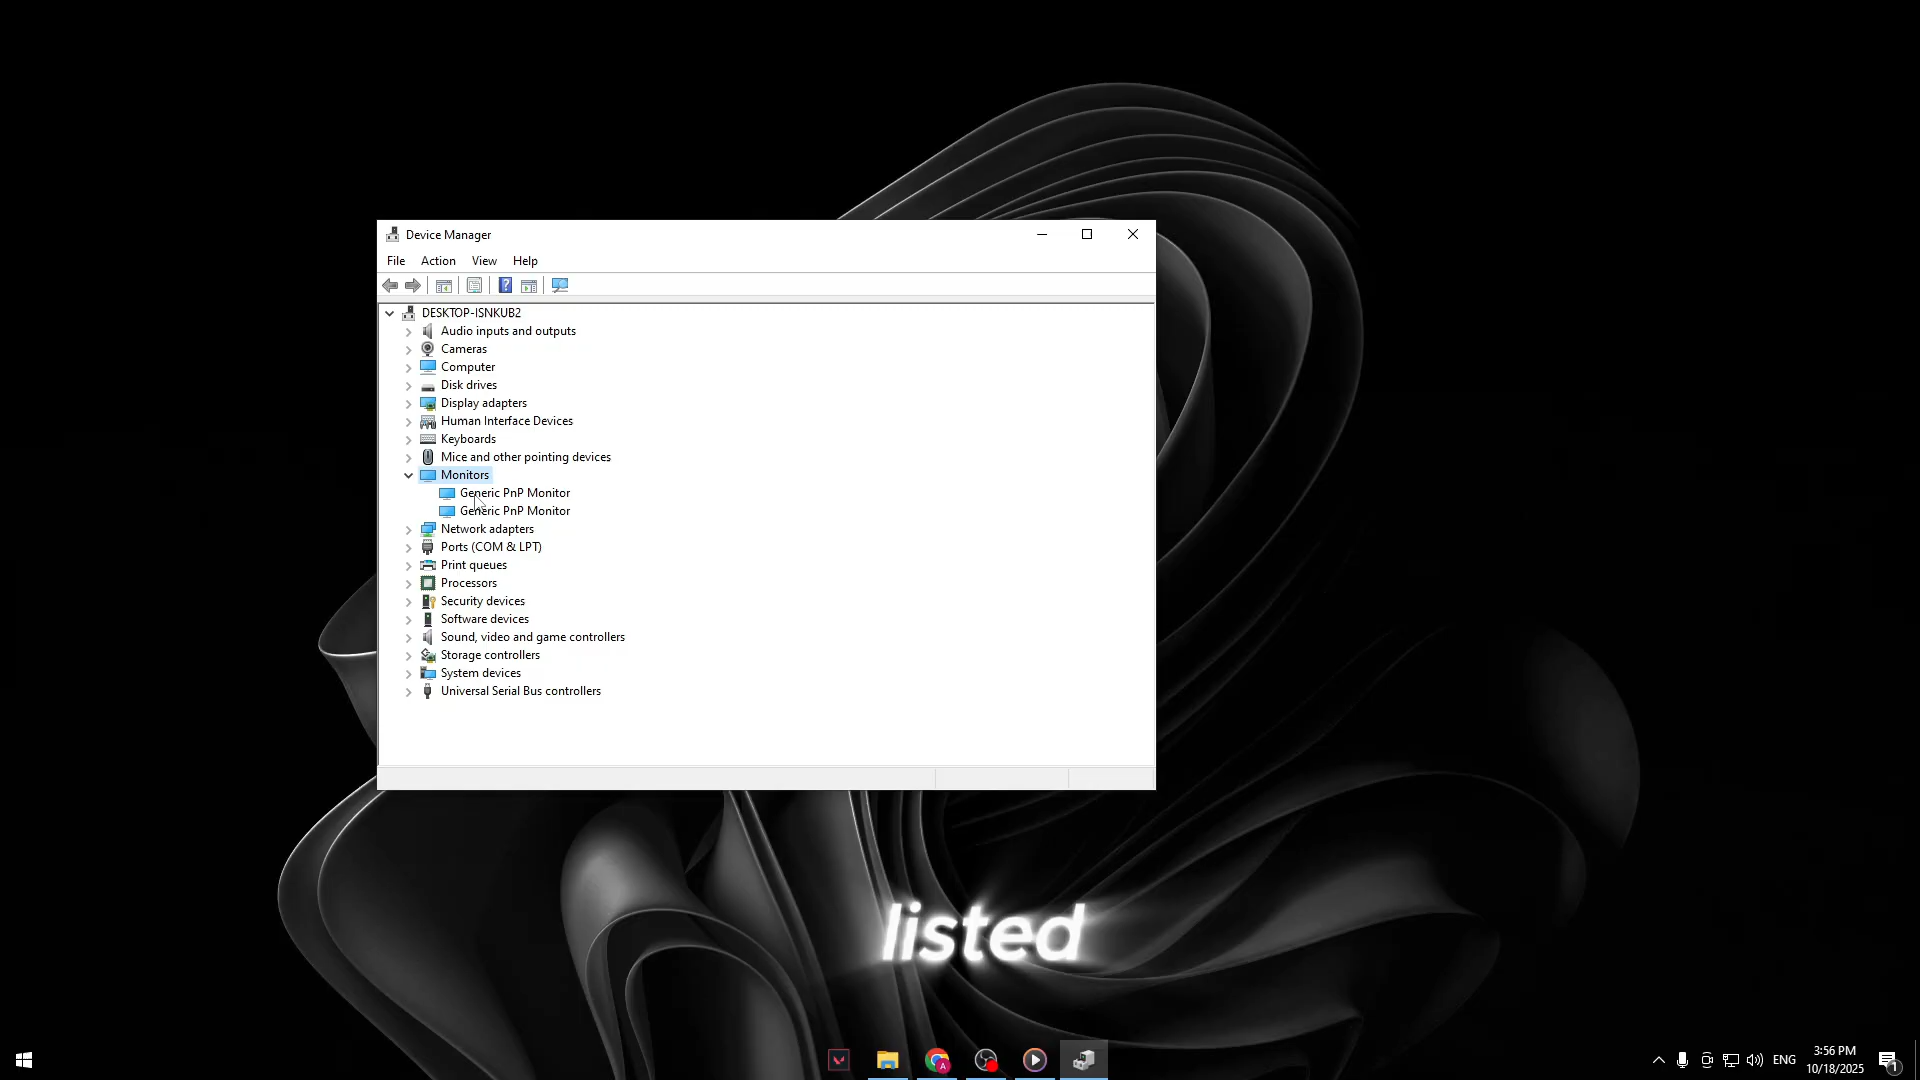 Device Manager
File Action View Help
DESKTOP-ISNKUB2
Audio inputs and outputs
Cameras
Computer
Disk drives
Display adapters
Human Interface Devices
Keyboards
Mice and other pointing devices
Monitors
Generic PnP Monitor
Generic PnP Monitor
Network adapters
Ports (COM & LPT)
Print queues
Processors
Security devices
Software devices
Sound, video and game controllers
Storage controllers
System devices
Universal Serial Bus controllers
listed
A
ENG
3:56 PM
10/18/2025
1